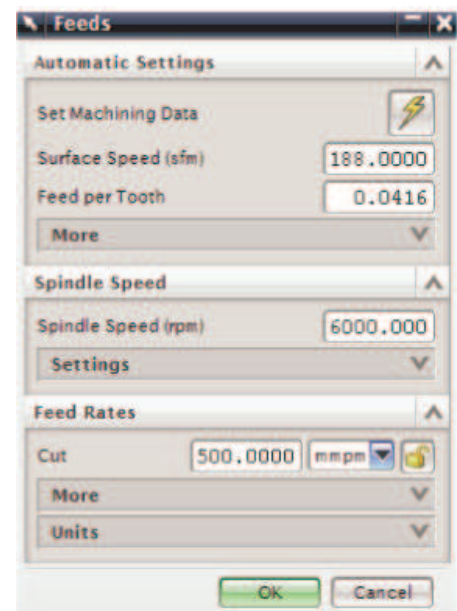 Feeds
Automatic Settings
Set Machining Data
Surface Speed (sfm) 188.0000
Feed per Tooth 0.0416
More
Spindle Speed
Spindle Speed (rpm) 6000.000
Settings
Feed Rates
Cut 500.0000 mmpm
More
Units
OK Cancel